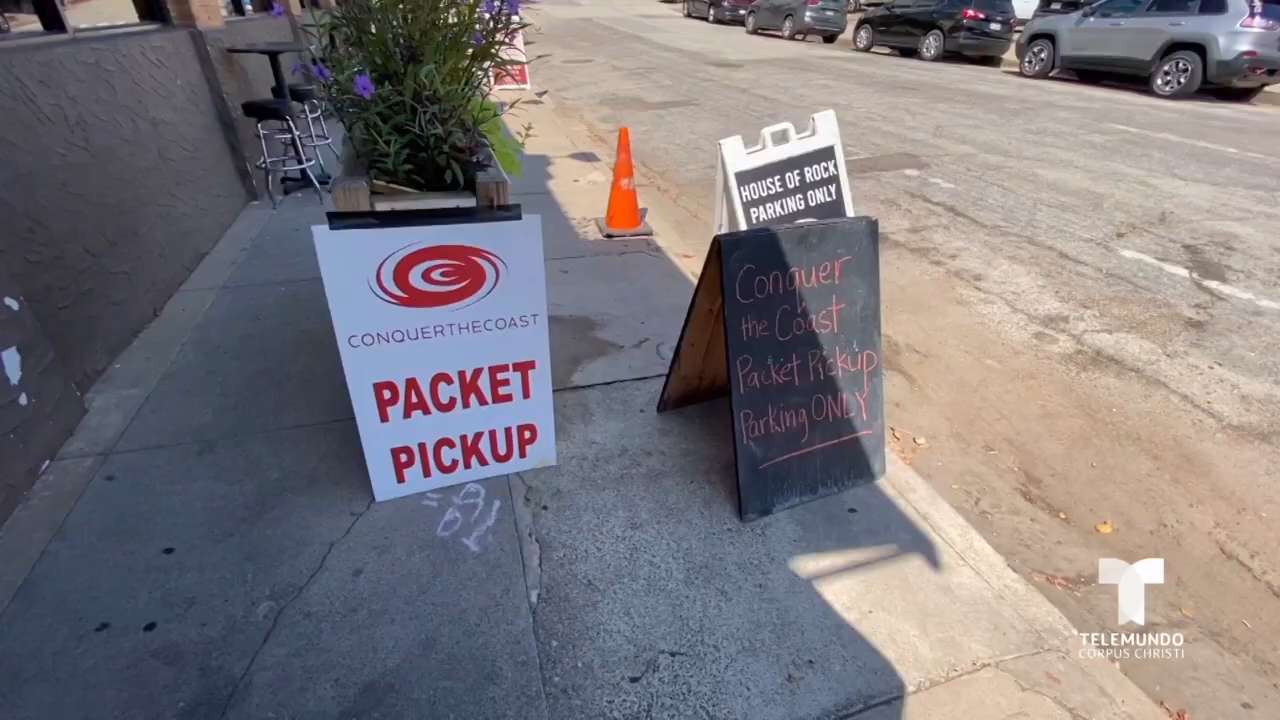 HOUSE OF ROCK
PARKING ONLY
CONQUERTHECOAST
PACKET
PICKUP
Conquer
the Coast
Packet Pickup
Parking ONLY
TELEMUNDO
CORPUS CHRISTI